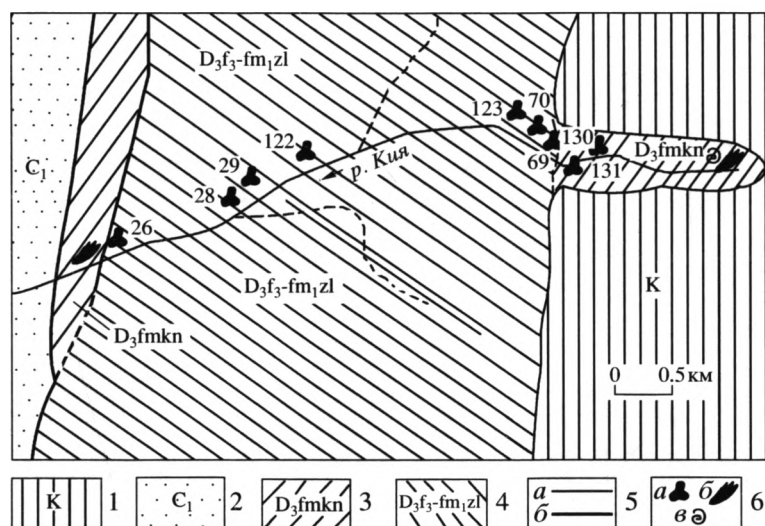 D₃f₃-fm₁zl
123 70
122 130
D₃fmkn
р. Кия
69 131
Є₁
29
28
26
D₃f₃-fm₁zl
К
D₃fmkn
0 0.5 км
К 1 Є₁ 2 D₃fmkn 3 D₃f₃-fm₁zl 4 а б 5 а б в 6